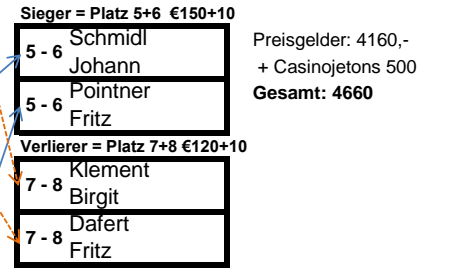 Sieger = Platz 5+6 €150+10
5 - 6 Schmidl
Johann
5 - 6 Pointner
Fritz
Verlierer = Platz 7+8 €120+10
7 - 8 Klement
Birgit
7 - 8 Dafert
Fritz
Preisgelder: 4160,-
+ Casinojetons 500
Gesamt: 4660